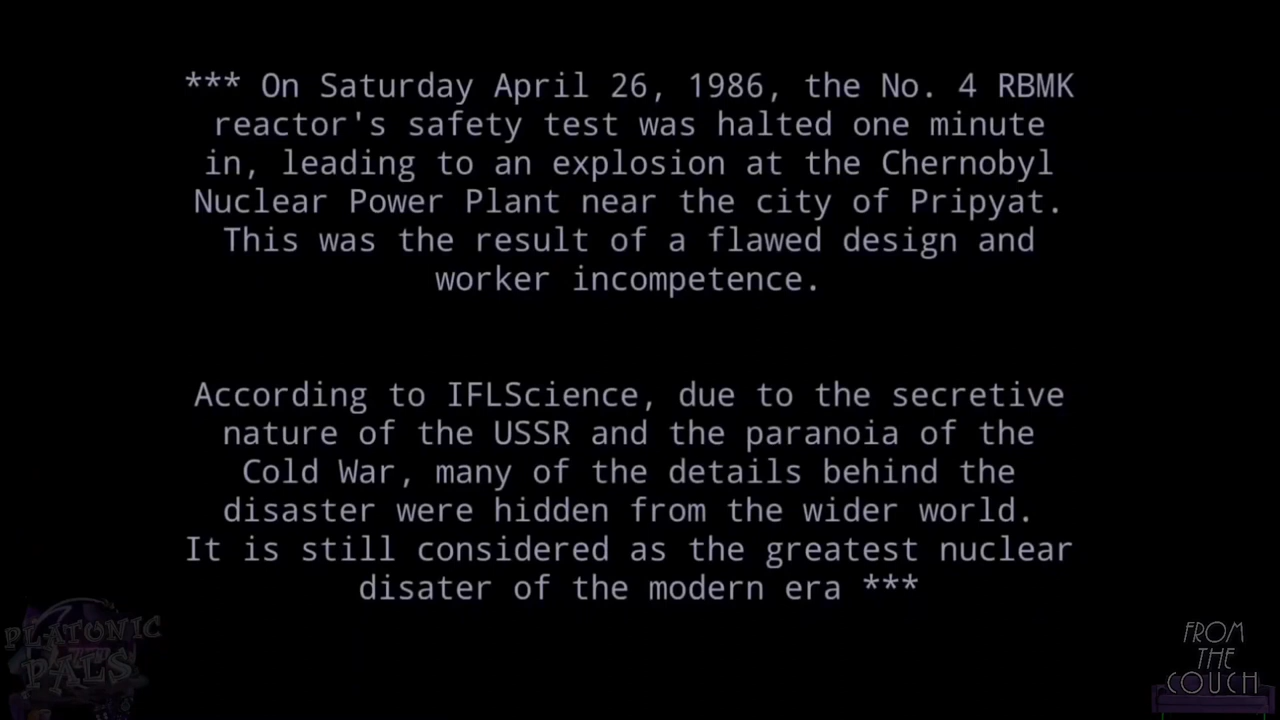 *** On Saturday April 26, 1986, the No. 4 RBMK
reactor's safety test was halted one minute
in, leading to an explosion at the Chernobyl
Nuclear Power Plant near the city of Pripyat.
This was the result of a flawed design and
worker incompetence.
According to IFLScience, due to the secretive
nature of the USSR and the paranoia of the
Cold War, many of the details behind the
disaster were hidden from the wider world.
It is still considered as the greatest nuclear
disater of the modern era ***
PLATONIC
PALS
FROM
THE
COUCH